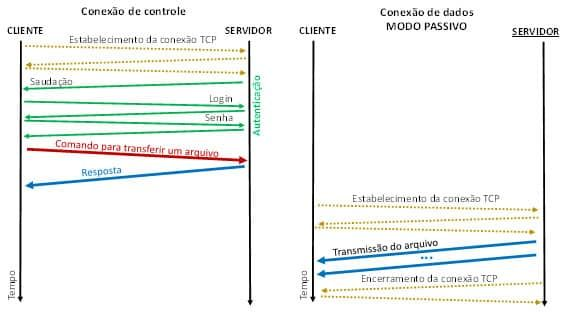 Conexão de controle
CLIENTE
SERVIDOR
Estabelecimento da conexão TCP
Saudação
Login
Senha
Autenticação
Comando para transferir um arquivo
Resposta
Tempo
Conexão de dados
MODO PASSIVO
CLIENTE
SERVIDOR
Estabelecimento da conexão TCP
Transmissão do arquivo
...
Encerramento da conexão TCP
Tempo